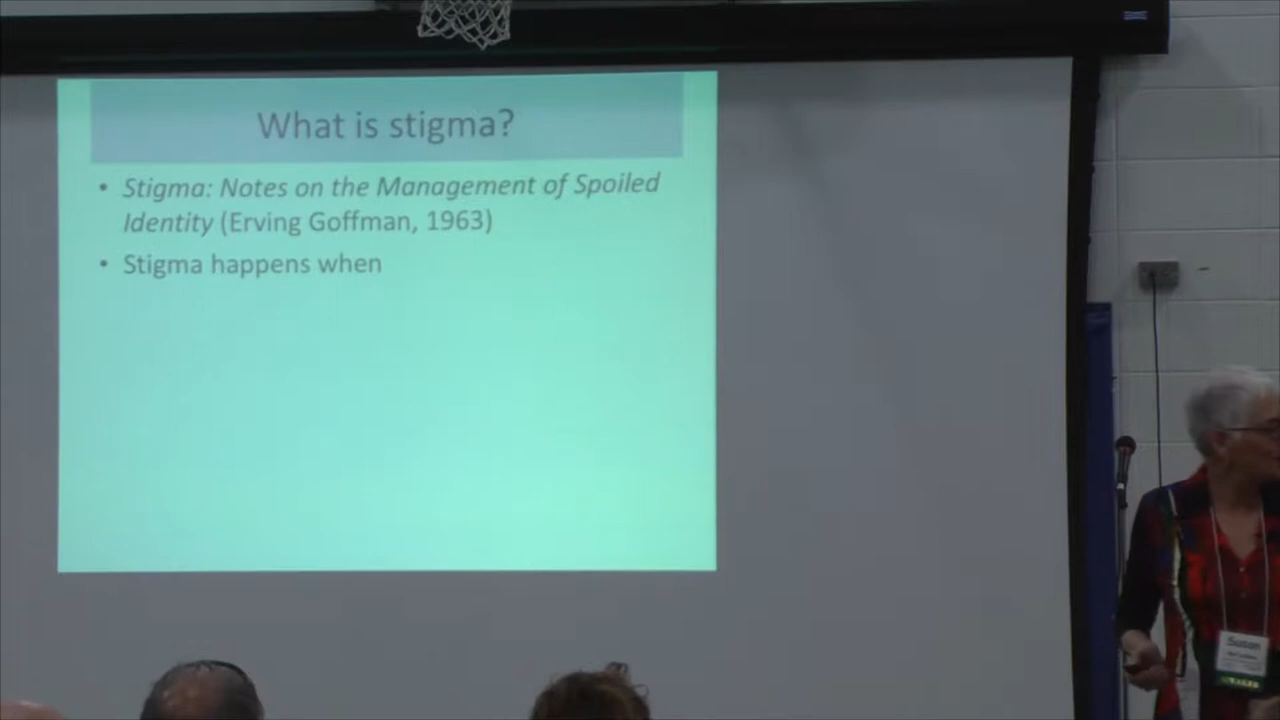 What is stigma?
• Stigma: Notes on the Management of Spoiled
Identity (Erving Goffman, 1963)
• Stigma happens when
Susan